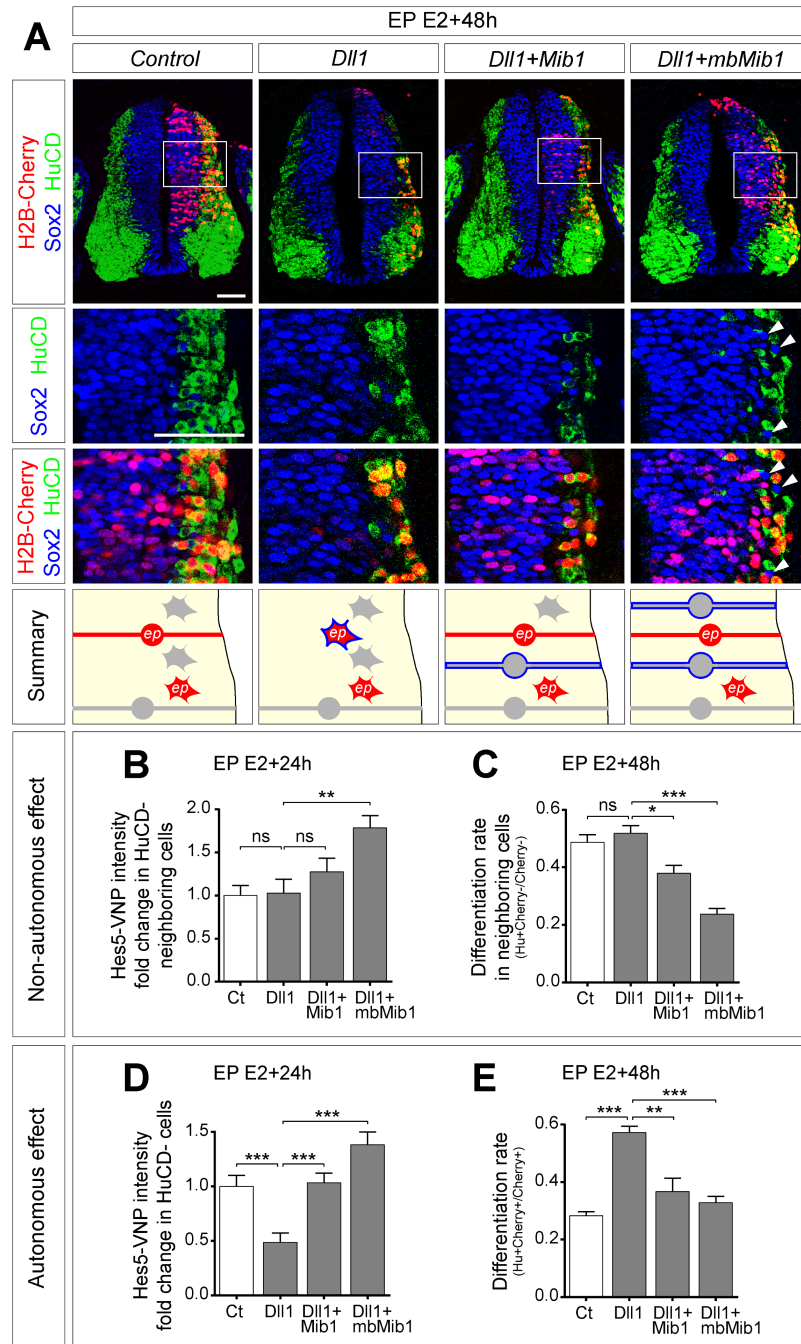 A
EP E2+48h
Control
Dll1
Dll1+Mib1
Dll1+mbMib1
H2B-Cherry
Sox2 HuCD
Sox2 HuCD
H2B-Cherry
Sox2 HuCD
Summary
ep
ep
ep
ep
ep
ep
ep
ep
Non-autonomous effect
B
EP E2+24h
Hes5-VNP intensity
fold change in HuCD-
neighboring cells
2.0
1.5
1.0
0.5
0.0
ns
ns
**
Ct
Dll1
Dll1+
Mib1
Dll1+
mbMib1
C
EP E2+48h
Differentiation rate
in neighboring cells
(Hu+Cherry-/Cherry-)
0.6
0.4
0.2
0.0
ns
*
***
Ct
Dll1
Dll1+
Mib1
Dll1+
mbMib1
Autonomous effect
D
EP E2+24h
Hes5-VNP intensity
fold change in HuCD- cells
1.5
1.0
0.5
0.0
***
***
***
Ct
Dll1
Dll1+
Mib1
Dll1+
mbMib1
E
EP E2+48h
Differentiation rate
(Hu+Cherry+/Cherry+)
0.6
0.4
0.2
0.0
***
**
***
Ct
Dll1
Dll1+
Mib1
Dll1+
mbMib1